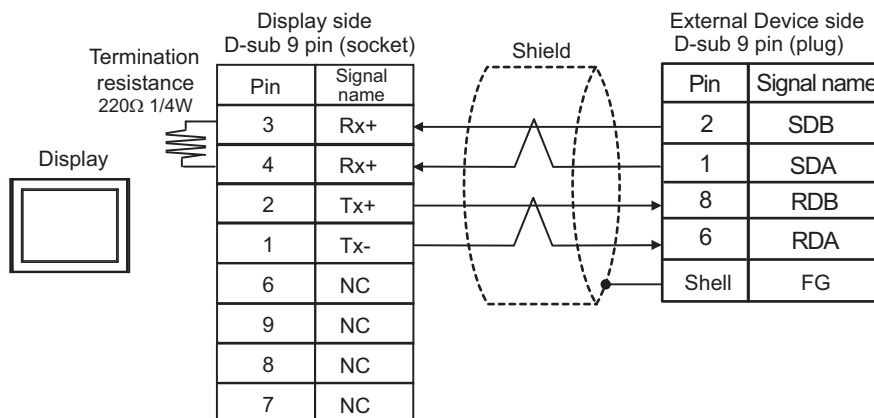 Display side
D-sub 9 pin (socket)
External Device side
D-sub 9 pin (plug)
Shield
Termination
resistance
220Ω 1/4W
Display
Pin Signal name
3 Rx+
4 Rx+
2 Tx+
1 Tx-
6 NC
9 NC
8 NC
7 NC
Pin Signal name
2 SDB
1 SDA
8 RDB
6 RDA
Shell FG